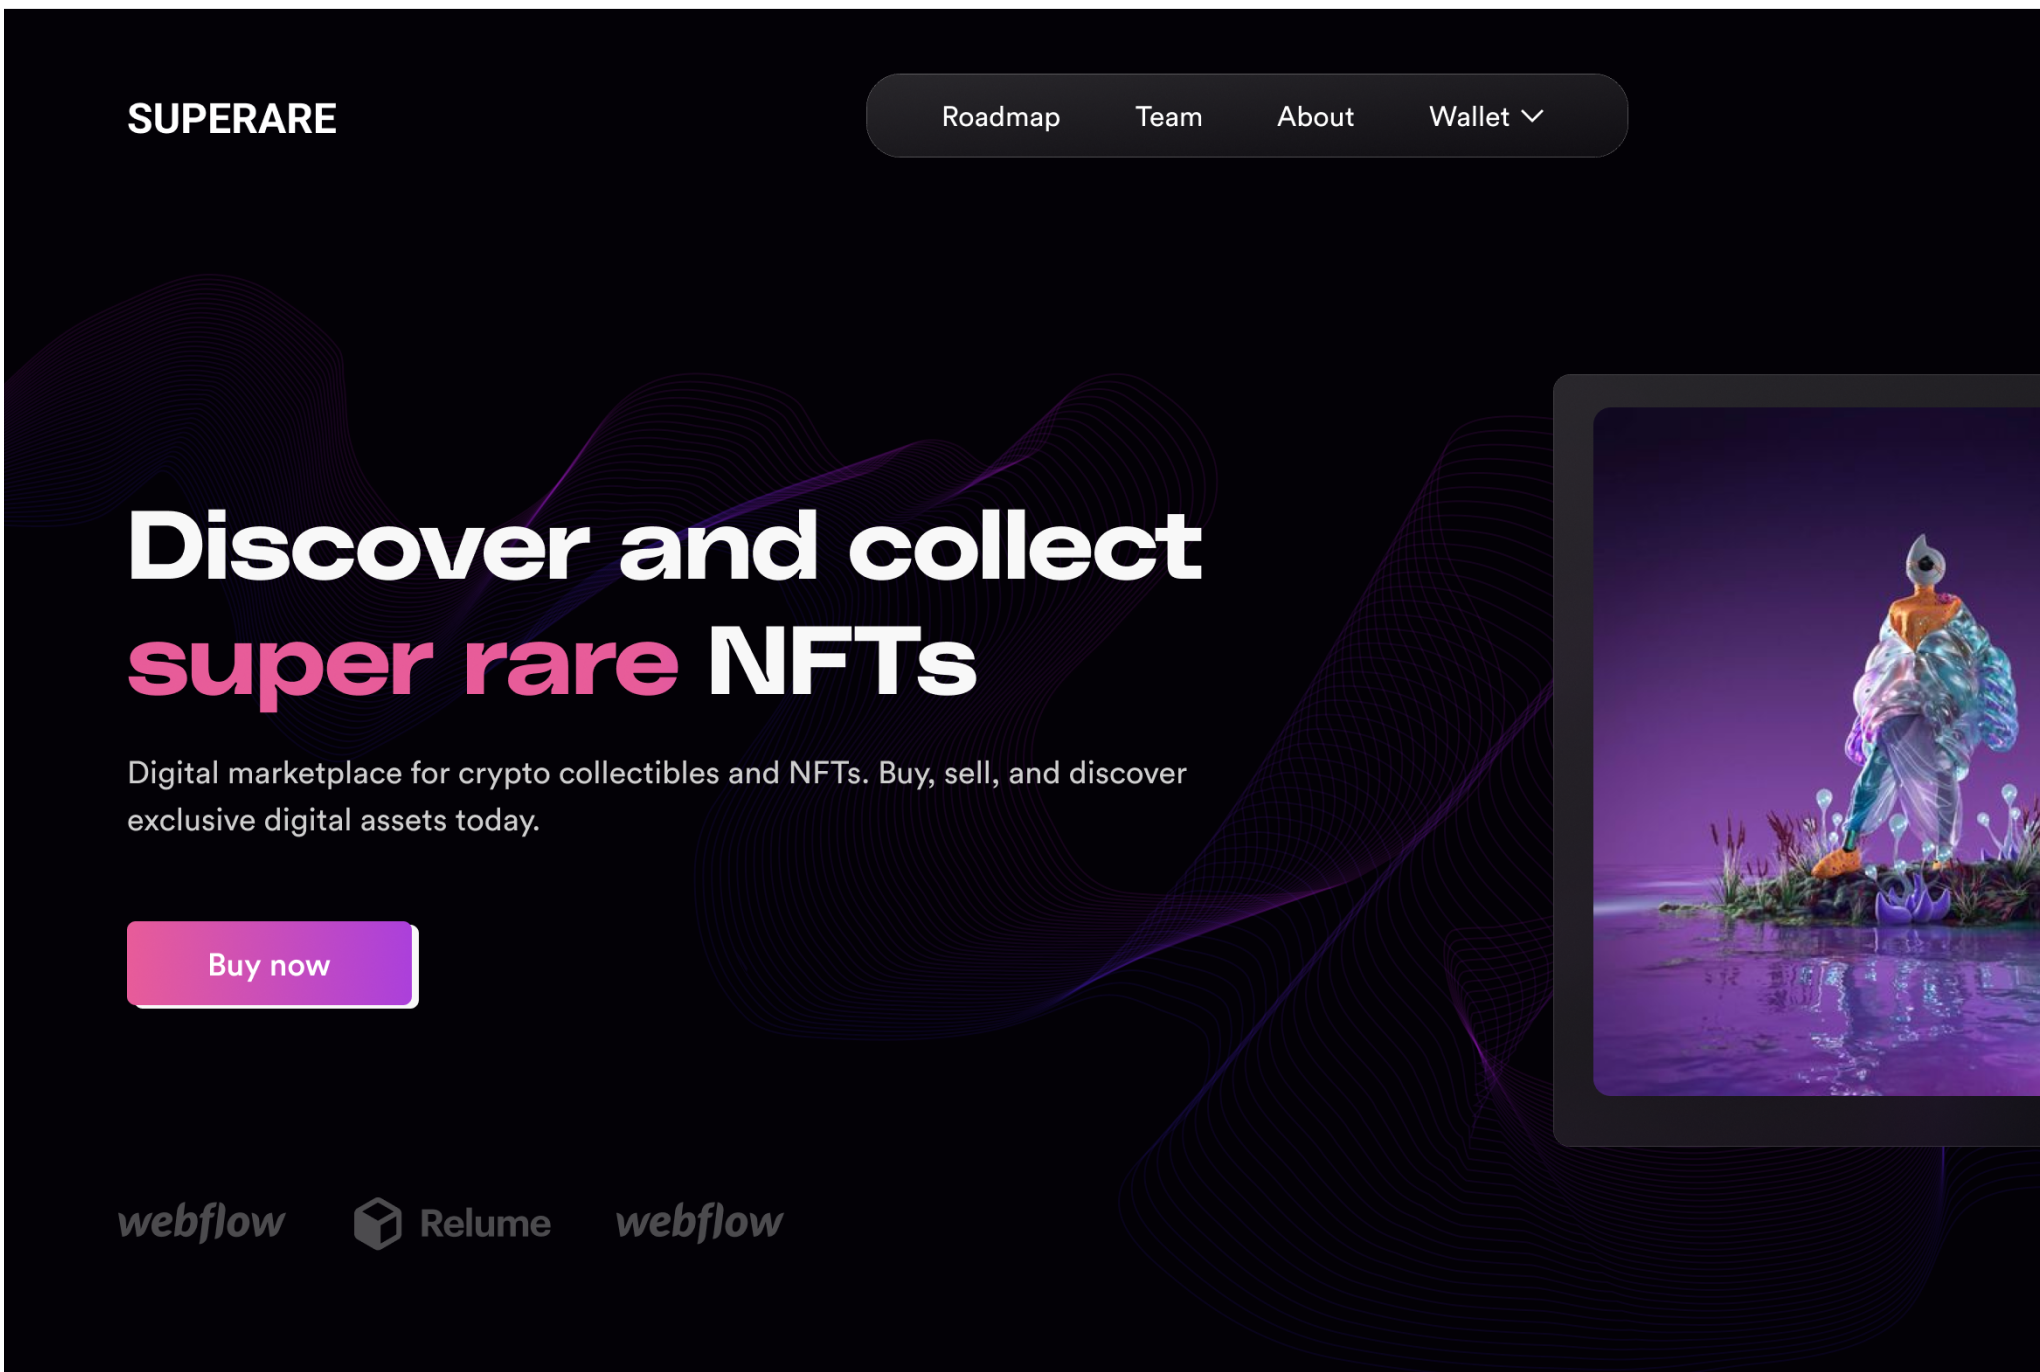 SUPERARE
Roadmap Team About Wallet
Discover and collect
super rare NFTs
Digital marketplace for crypto collectibles and NFTs. Buy, sell, and discover
exclusive digital assets today.
Buy now
webflow Relume webflow